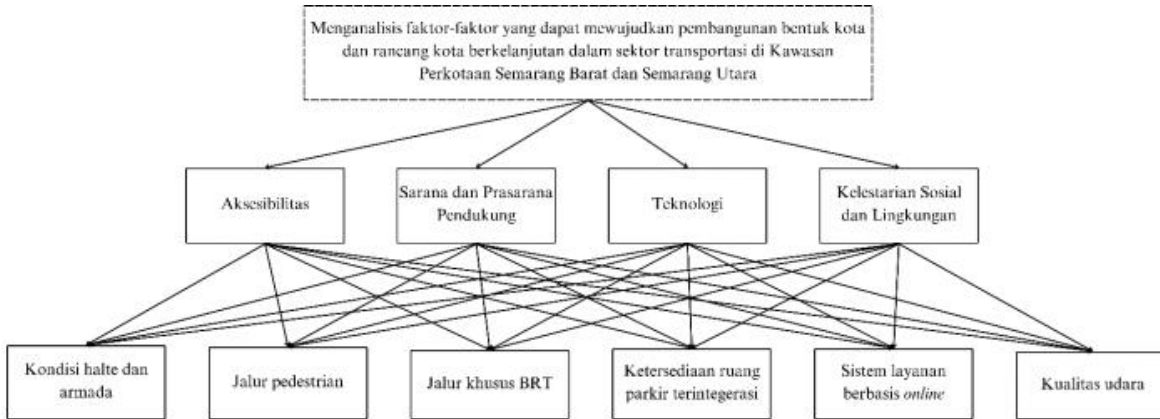 Menganalisis faktor-faktor yang dapat mewujudkan pembangunan bentuk kota
dan rancang kota berkelanjutan dalam sektor transportasi di Kawasan
Perkotaan Semarang Barat dan Semarang Utara
Aksesibilitas
Sarana dan Prasarana
Pendukung
Teknologi
Kelestarian Sosial
dan Lingkungan
Kondisi halte dan
armada
Jalur pedestrian
Jalur khusus BRT
Ketersediaan ruang
parkir terintegerasi
Sistem layanan
berbasis online
Kualitas udara